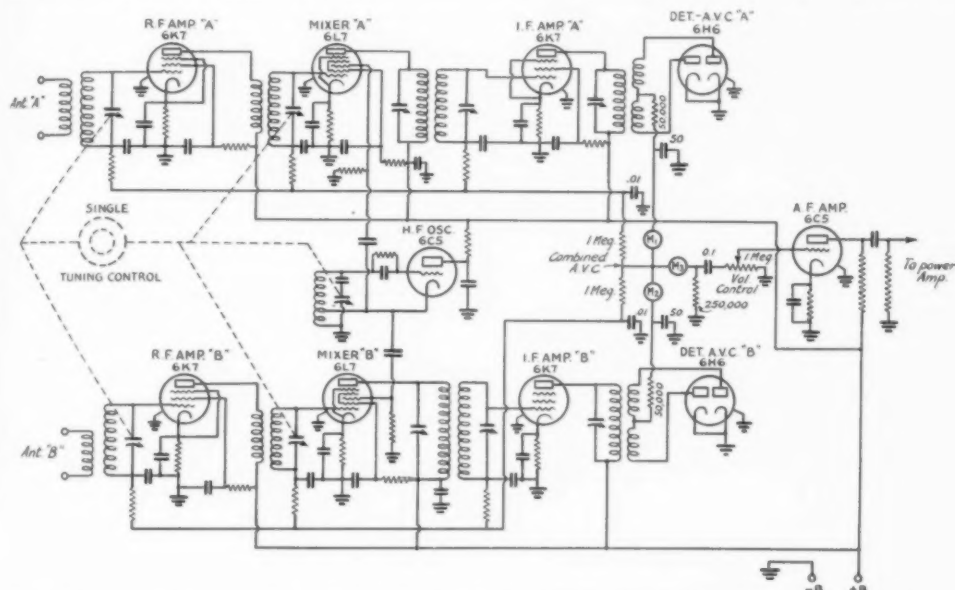 R.F. AMP. "A"
6K7
MIXER "A"
6L7
I.F. AMP. "A"
6K7
DET.-A.V.C "A"
6H6
Ant. "A"
50,000
50
.01
SINGLE
TUNING CONTROL
H.F OSC.
6C5
1 Meg.
Combined
A.V.C.
1 Meg.
M1
M3
M2
0.1
1 Meg.
Vol.
Control
250,000
A.F. AMP.
6C5
To power
Amp.
.01
50
R.F. AMP. "B"
6K7
MIXER "B"
6L7
I.F. AMP. "B"
6K7
DET. A.V.C. "B"
6H6
50,000
Ant. "B"
-B
+B